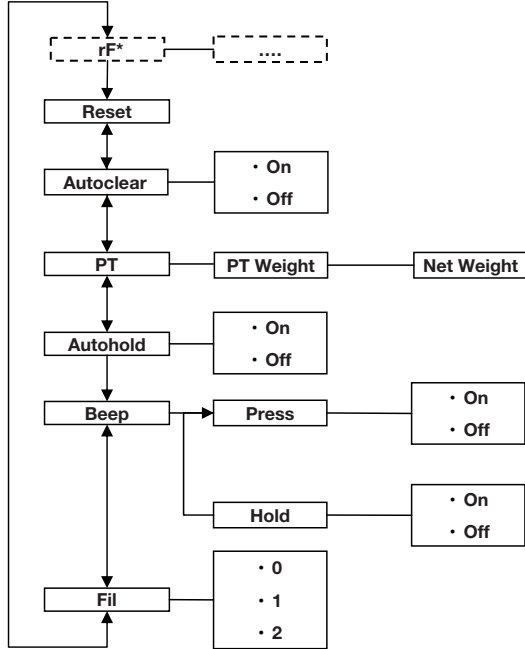 rF*
....
Reset
Autoclear
• On
• Off
PT
PT Weight
Net Weight
Autohold
• On
• Off
Beep
Press
• On
• Off
Hold
• On
• Off
Fil
• 0
• 1
• 2